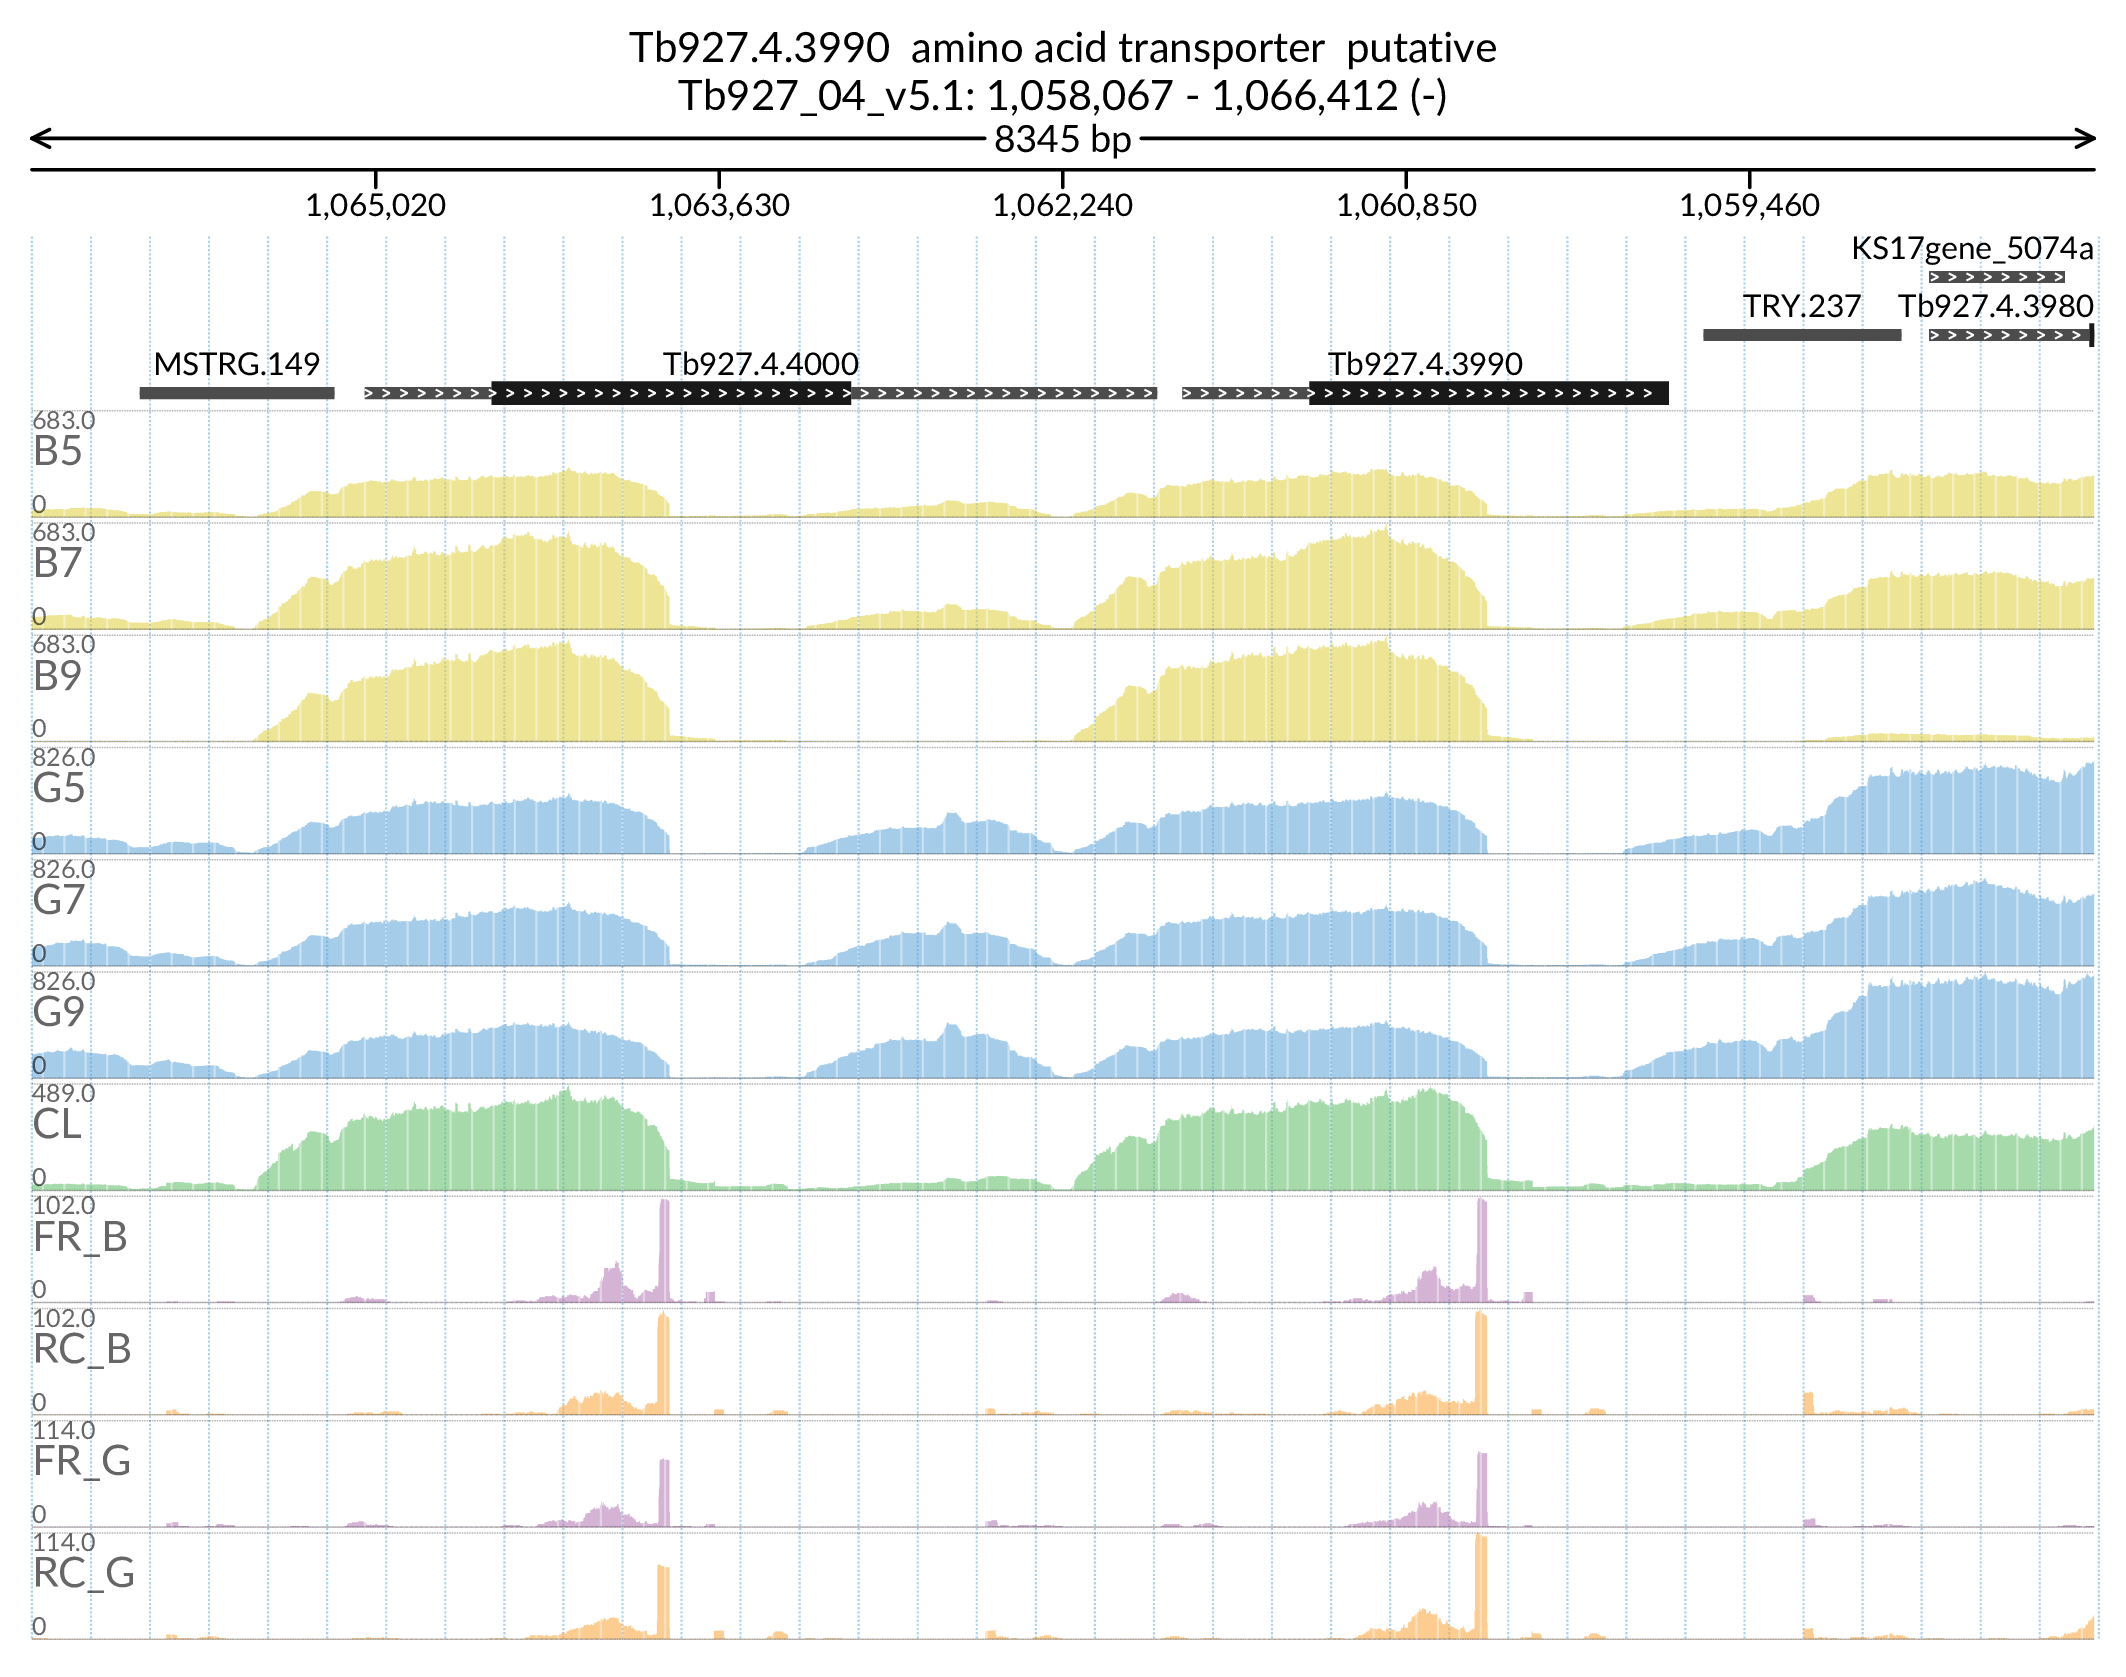 Tb927.4.3990 amino acid transporter putative
Tb927_04_v5.1: 1,058,067 - 1,066,412 (-)
8345 bp
1,065,020 1,063,630 1,062,240 1,060,850 1,059,460
KS17gene_5074a
TRY.237 Tb927.4.3980
MSTRG.149 Tb927.4.4000 Tb927.4.3990
683.0
B5
0
683.0
B7
0
683.0
B9
0
826.0
G5
0
826.0
G7
0
826.0
G9
0
489.0
CL
0
102.0
FR_B
0
102.0
RC_B
0
114.0
FR_G
0
114.0
RC_G
0